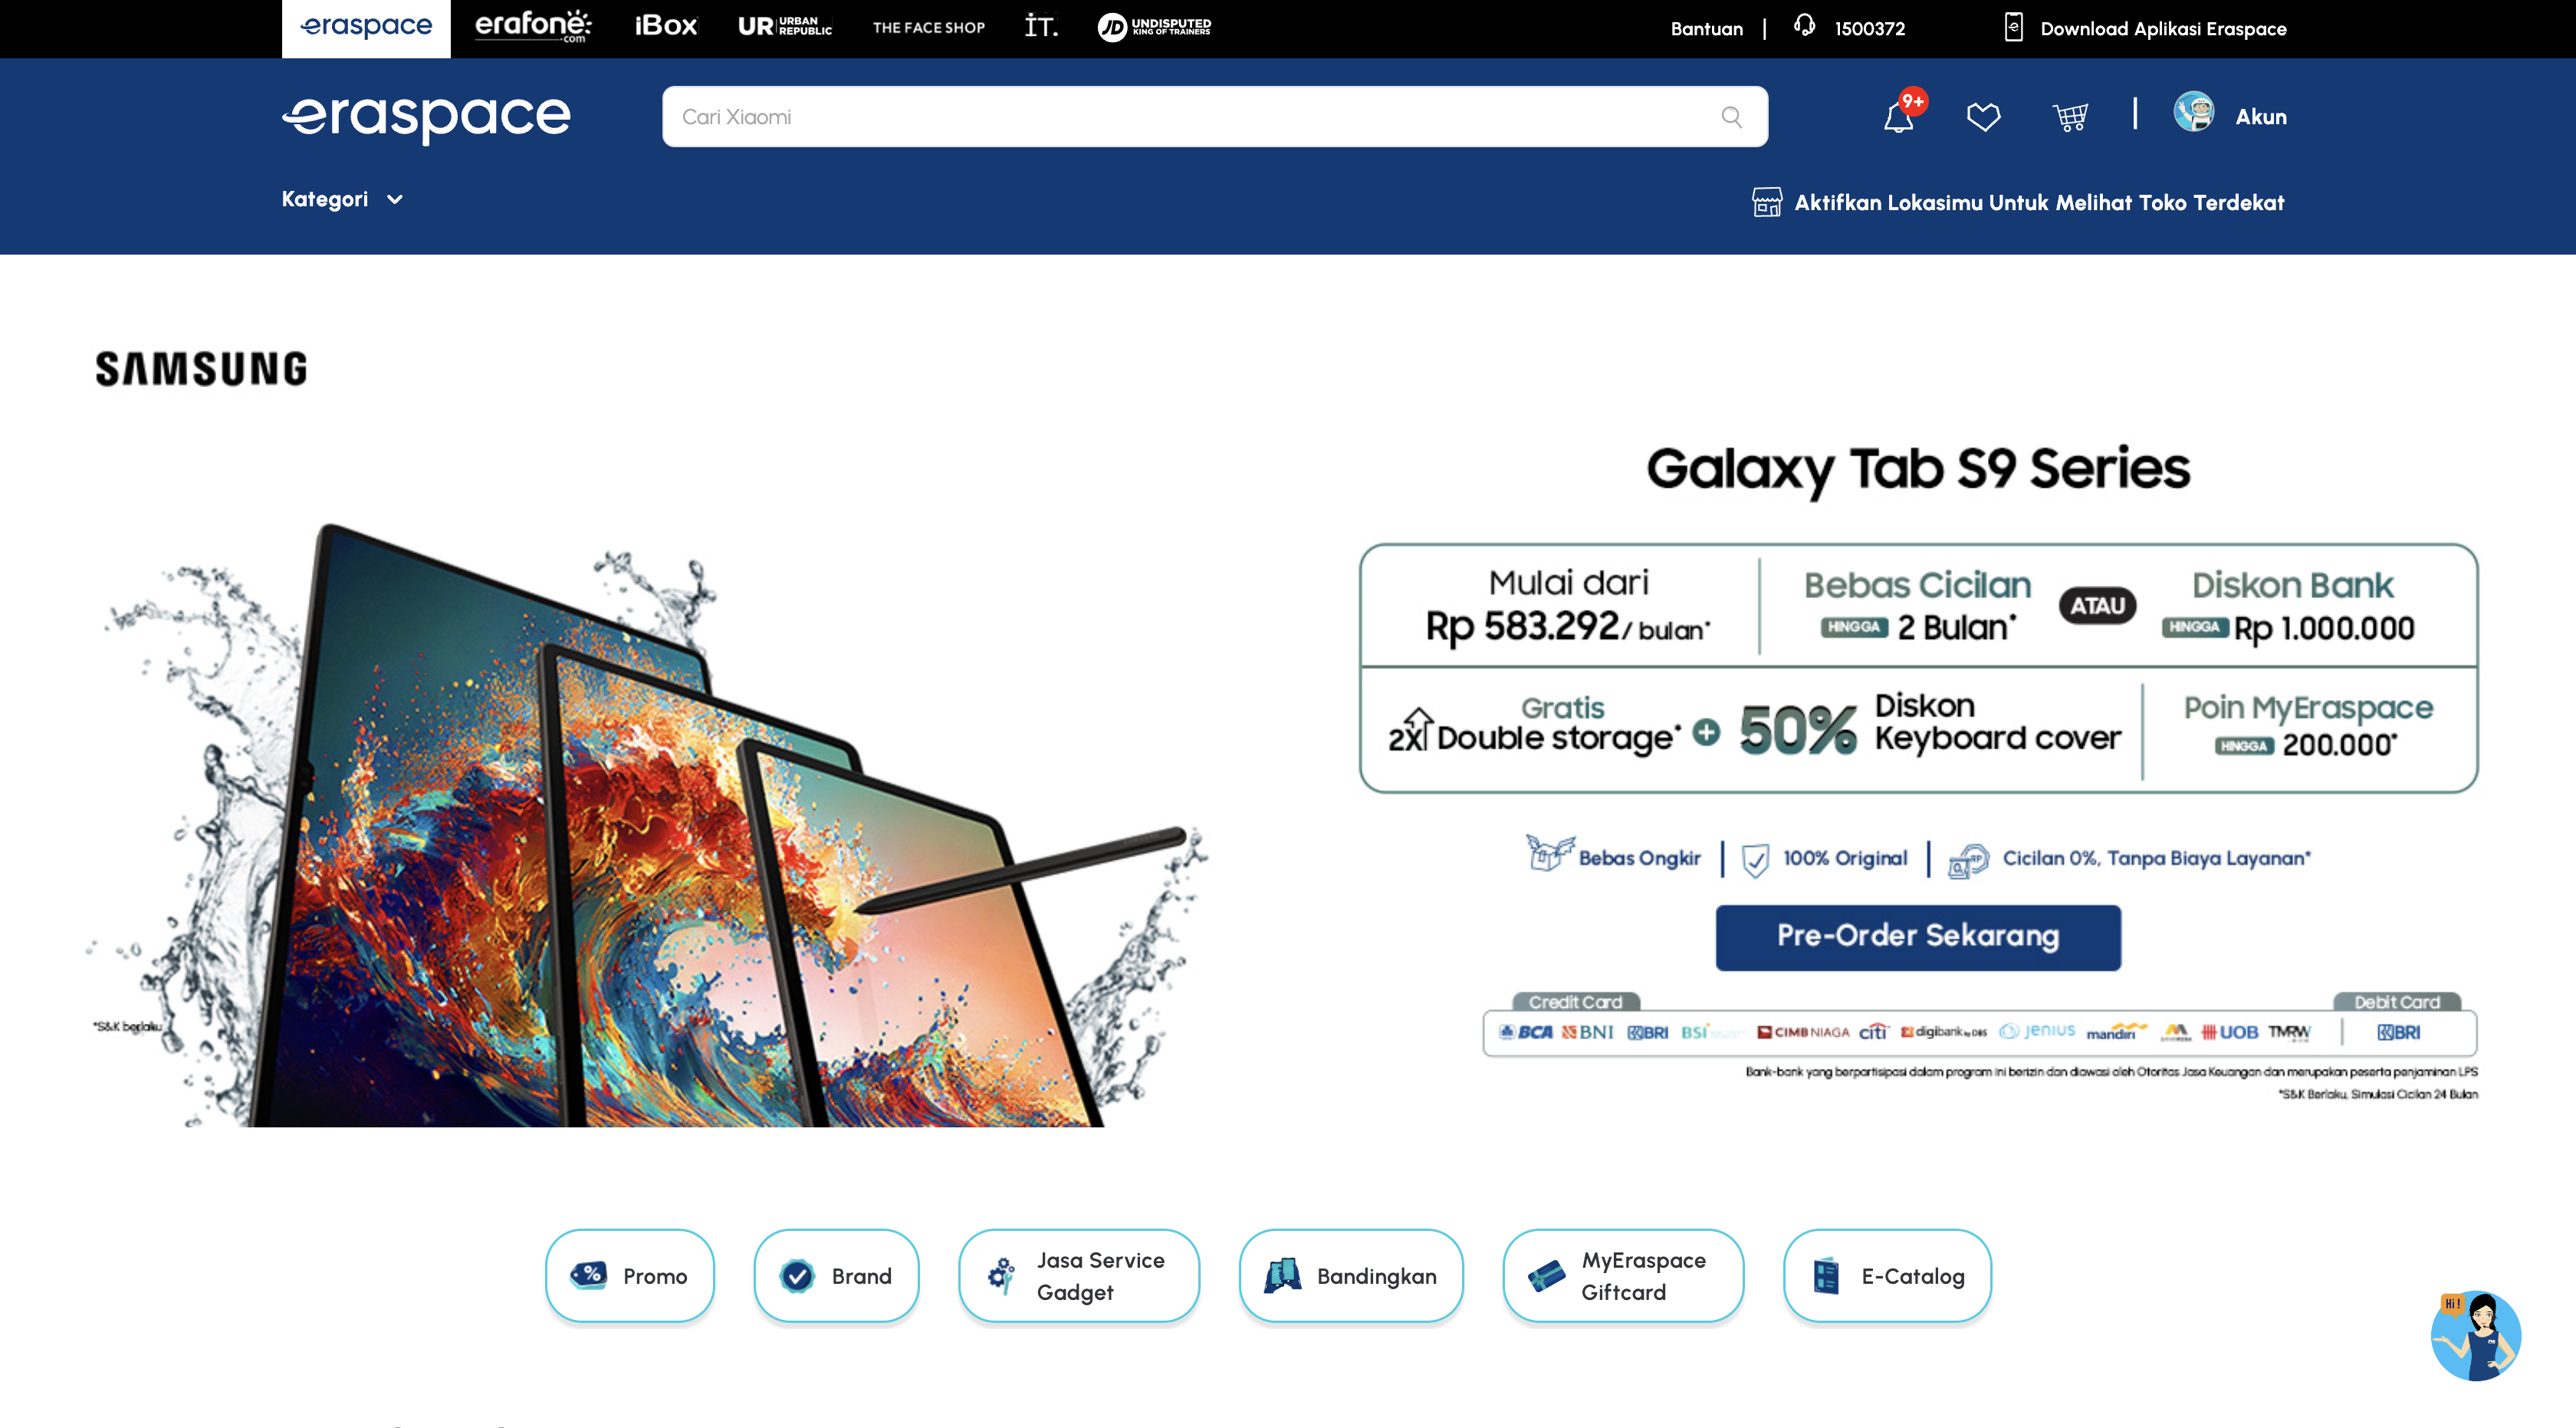 eraspace
erafone.com
iBox
UR URBAN REPUBLIC
THE FACE SHOP
iT.
JD UNDISPUTED KING OF TRAINERS
Bantuan
1500372
Download Aplikasi Eraspace
eraspace
Cari Xiaomi
9+
Akun
Kategori
Aktifkan Lokasimu Untuk Melihat Toko Terdekat
SAMSUNG
Galaxy Tab S9 Series
Mulai dari
Rp 583.292/ bulan*
Bebas Cicilan
HINGGA 2 Bulan*
ATAU
Diskon Bank
HINGGA Rp 1.000.000
Gratis
2X Double storage* + 50% Diskon Keyboard cover
Poin MyEraspace
HINGGA 200.000*
Bebas Ongkir
100% Original
RP
Cicilan 0%, Tanpa Biaya Layanan*
Pre-Order Sekarang
Credit Card
Debit Card
BCA BNI BRI BSI CIMB NIAGA citi digibank by DBS Jenius mandiri UOB TMRW
BRI
Bank-bank yang berpartisipasi dalam program ini berizin dan diawasi oleh Otoritas Jasa Keuangan dan merupakan peserta penjaminan LPS
*S&K Berlaku, Simulasi Cicilan 24 Bulan
*S&K berlaku
Promo
Brand
Jasa Service
Gadget
Bandingkan
MyEraspace
Giftcard
E-Catalog
Hi !